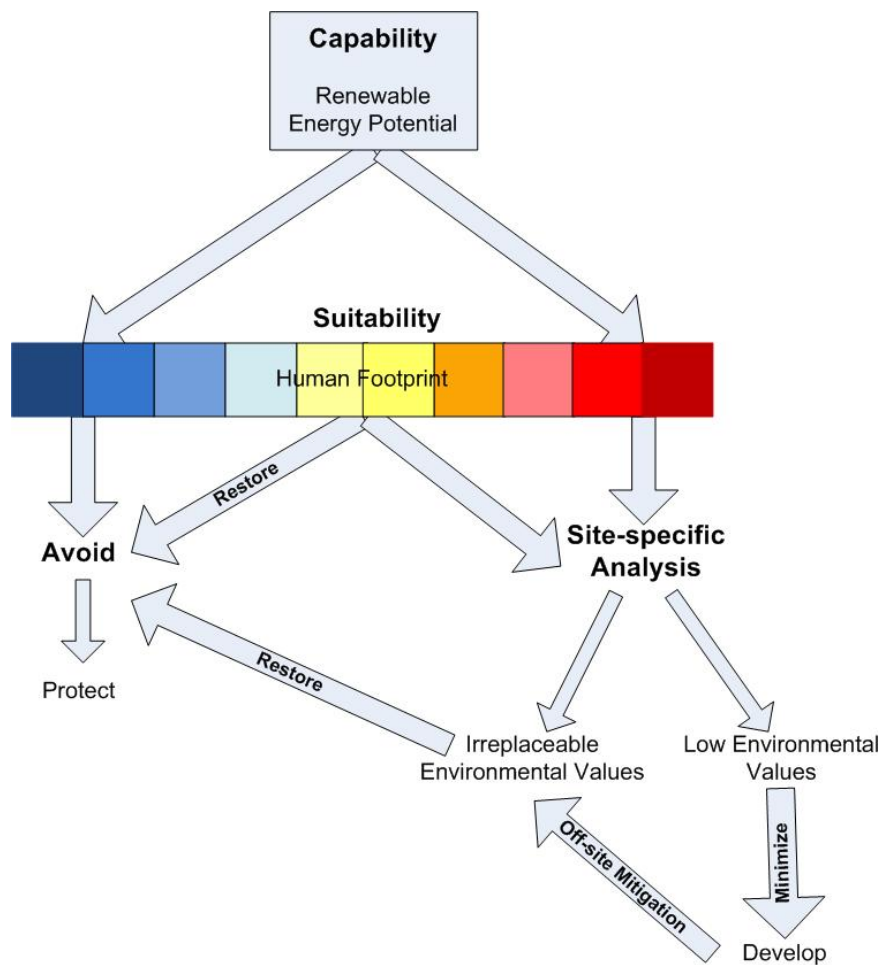 Capability
Renewable
Energy Potential
Suitability
Human Footprint
Restore
Avoid
Site-specific
Analysis
Restore
Protect
Irreplaceable
Environmental Values
Low Environmental
Values
Off-site Mitigation
Minimize
Develop